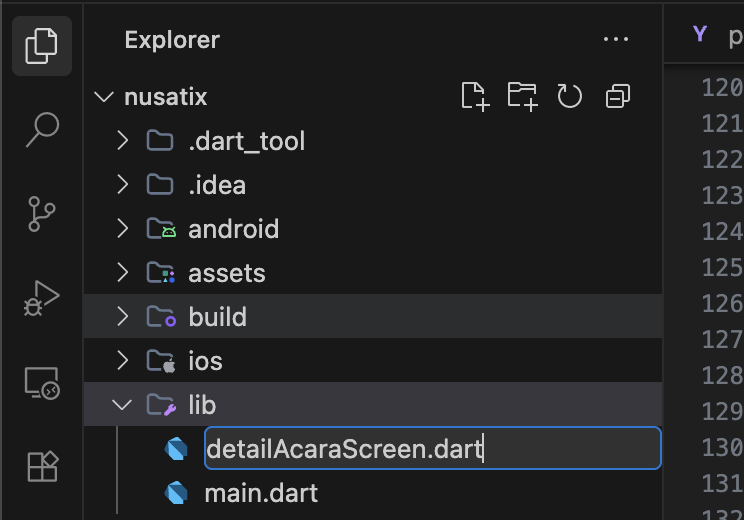 Explorer
Y p
nusatix
.dart_tool
.idea
android
assets
build
ios
lib
detailAcaraScreen.dart
main.dart
120
121
122
123
124
125
126
127
128
129
130
131
132